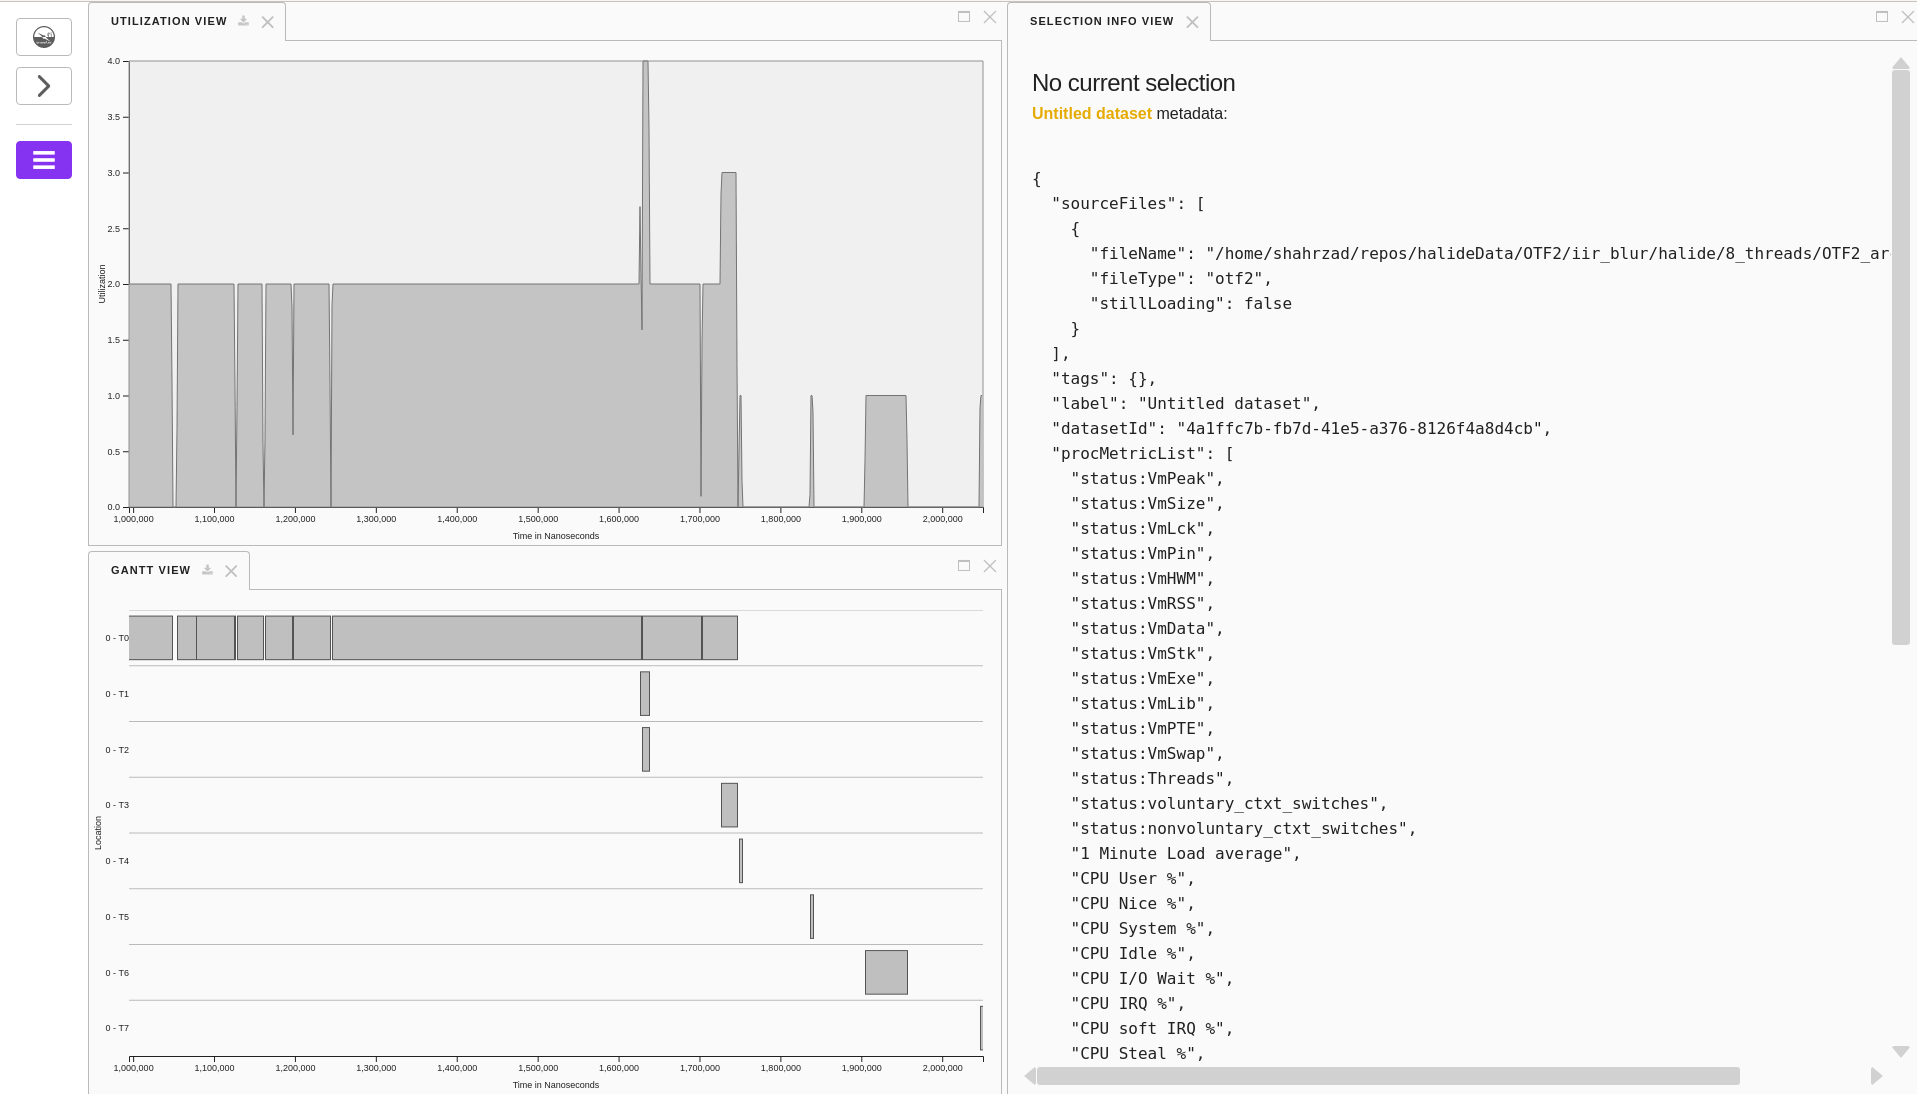 UTILIZATION VIEW
4.0
3.5
3.0
2.5
2.0
1.5
1.0
0.5
0.0
Utilization
1,000,000 1,100,000 1,200,000 1,300,000 1,400,000 1,500,000 1,600,000 1,700,000 1,800,000 1,900,000 2,000,000
Time in Nanoseconds
GANTT VIEW
0 - T0
0 - T1
0 - T2
0 - T3
0 - T4
0 - T5
0 - T6
0 - T7
Location
1,000,000 1,100,000 1,200,000 1,300,000 1,400,000 1,500,000 1,600,000 1,700,000 1,800,000 1,900,000 2,000,000
Time in Nanoseconds
SELECTION INFO VIEW
No current selection
Untitled dataset metadata:
{
"sourceFiles": [
{
"fileName": "/home/shahrzad/repos/halideData/OTF2/iir_blur/halide/8_threads/OTF2_ar
"fileType": "otf2",
"stillLoading": false
}
],
"tags": {},
"label": "Untitled dataset",
"datasetId": "4a1ffc7b-fb7d-41e5-a376-8126f4a8d4cb",
"procMetricList": [
"status:VmPeak",
"status:VmSize",
"status:VmLck",
"status:VmPin",
"status:VmHWM",
"status:VmRSS",
"status:VmData",
"status:VmStk",
"status:VmExe",
"status:VmLib",
"status:VmPTE",
"status:VmSwap",
"status:Threads",
"status:voluntary_ctxt_switches",
"status:nonvoluntary_ctxt_switches",
"1 Minute Load average",
"CPU User %",
"CPU Nice %",
"CPU System %",
"CPU Idle %",
"CPU I/O Wait %",
"CPU IRQ %",
"CPU soft IRQ %",
"CPU Steal %",